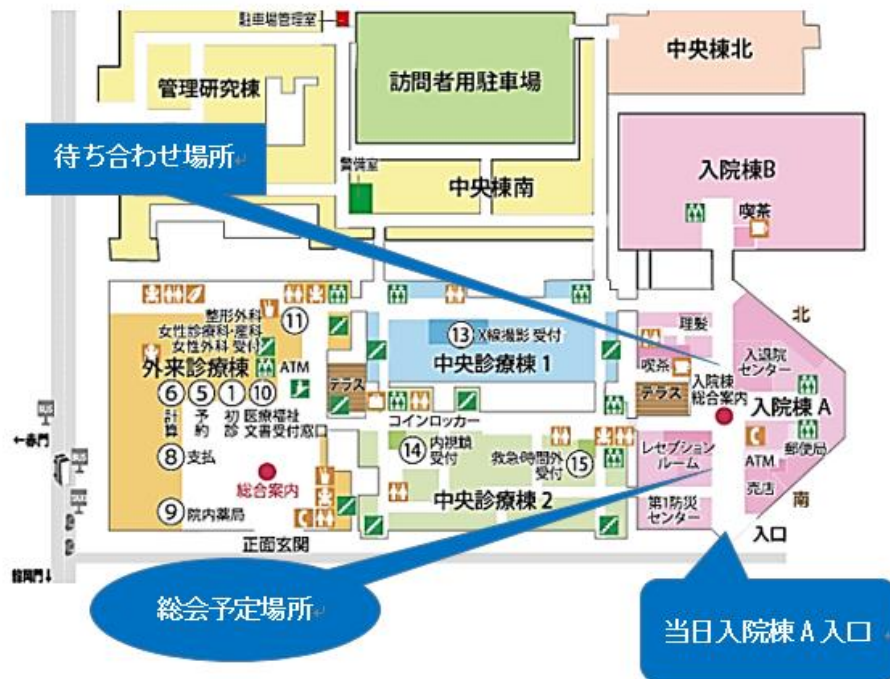 駐車場管理室
管理研究棟
訪問者用駐車場
中央棟北
待ち合わせ場所
警備室
中央棟南
入院棟B
喫茶
整形外科
女性診療科・産科
女性外科 受付
⑪
外来診療棟
ATM
⑥
⑤
①
⑩
計算
予約
初診
医療福祉
文書受付窓口
⑧ 支払
総合案内
⑨ 院内薬局
正面玄関
テラス
⑬ X線撮影 受付
中央診療棟 1
コインロッカー
⑭ 内視鏡
受付
救急・時間外
受付 ⑮
中央診療棟 2
理髪
喫茶
テラス
北
入退院
センター
入院棟
総合案内
入院棟 A
レセプション
ルーム
郵便局
ATM
売店
第1防災
センター
南
入口
BUS
←赤門
BUS
TAXI
龍岡門↓
総会予定場所
当日入院棟 A 入口